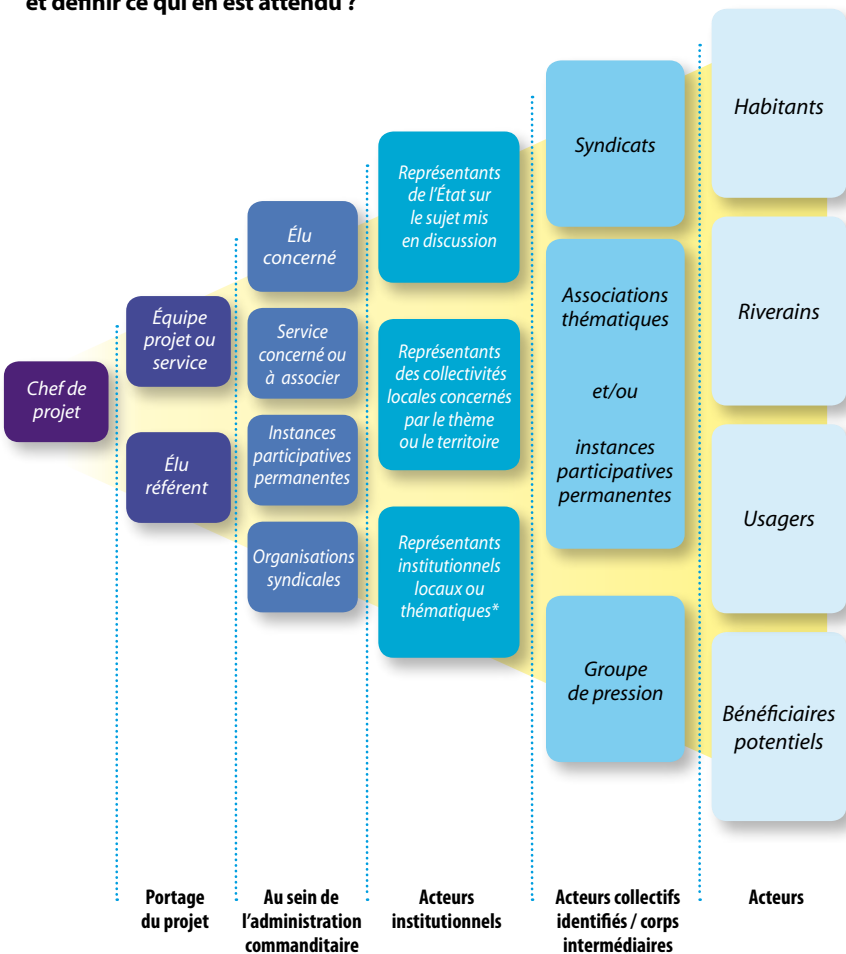 et définir ce qui en est attendu ?
Chef de
projet
Équipe
projet ou
service
Élu
référent
Élu
concerné
Service
concerné ou
à associer
Instances
participatives
permanentes
Organisations
syndicales
Représentants
de l'État sur
le sujet mis
en discussion
Représentants
des collectivités
locales concernés
par le thème
ou le territoire
Représentants
institutionnels
locaux ou
thématiques*
Syndicats
Associations
thématiques
et/ou
instances
participatives
permanentes
Groupe
de pression
Habitants
Riverains
Usagers
Bénéficiaires
potentiels
Portage
du projet
Au sein de
l'administration
commanditaire
Acteurs
institutionnels
Acteurs collectifs
identifiés / corps
intermédiaires
Acteurs